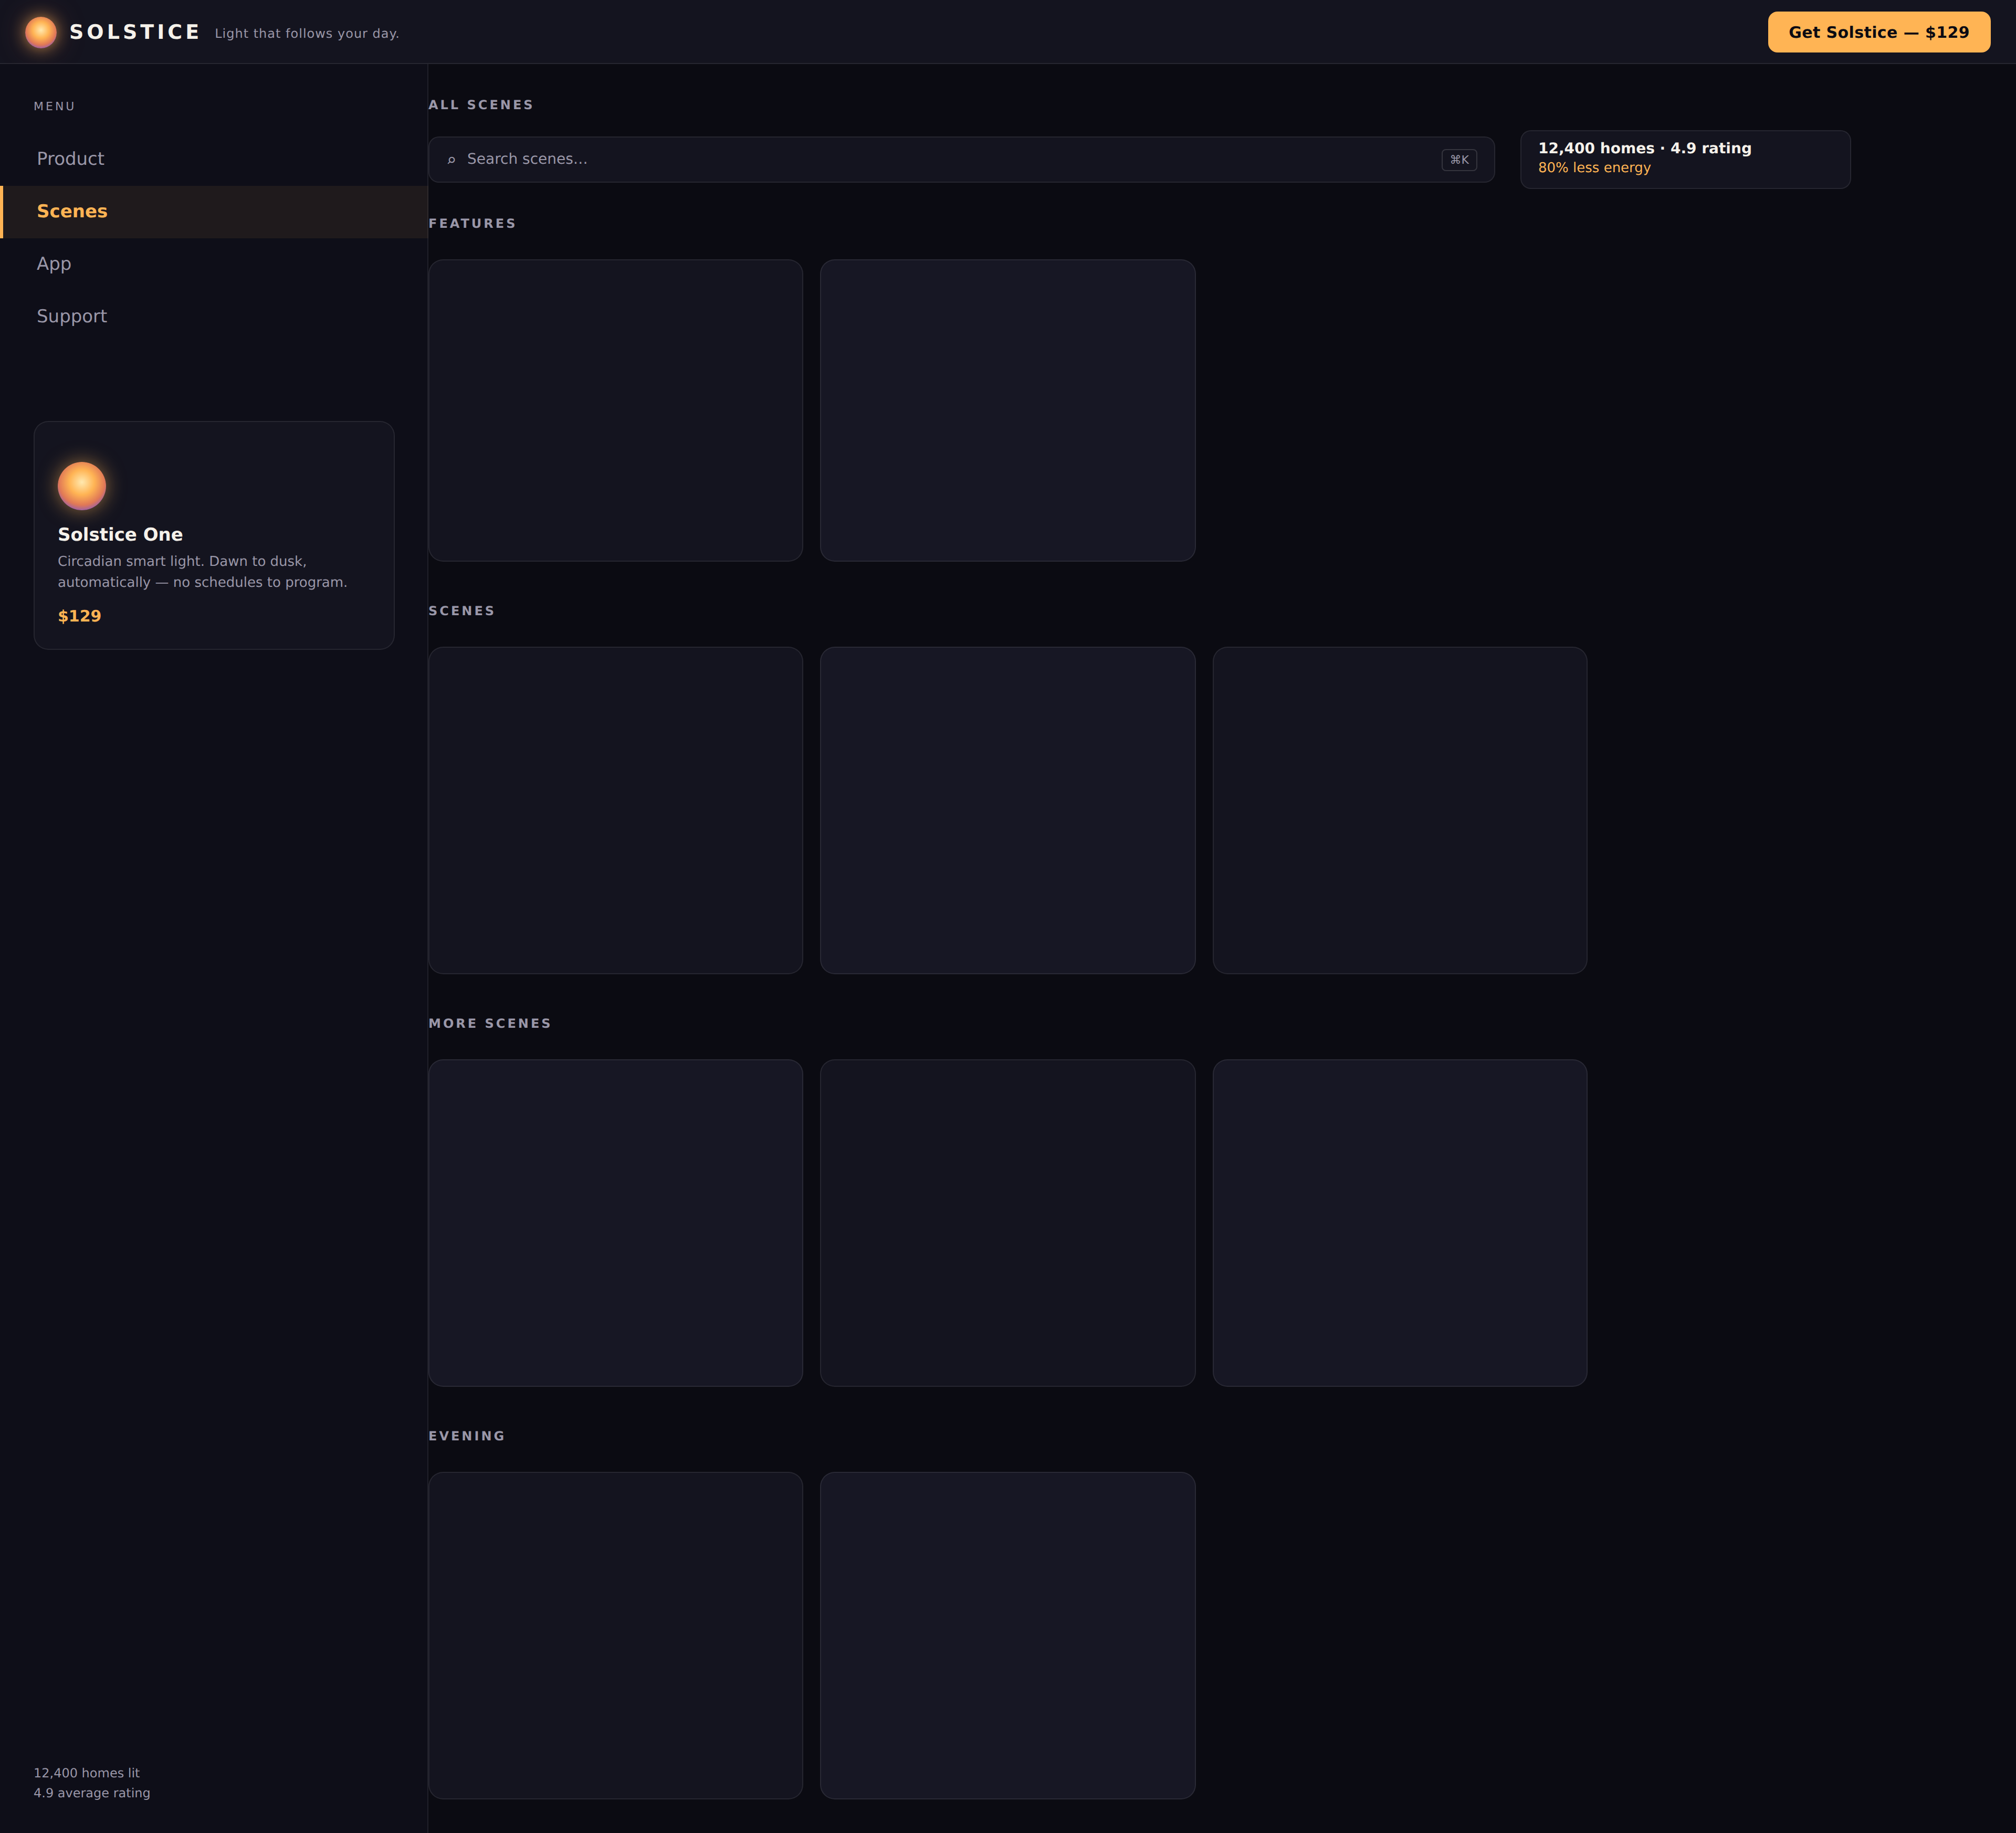 SOLSTICE
Light that follows your day.
Get Solstice — $129
MENU
Product
Scenes
App
Support
Solstice One
Circadian smart light. Dawn to dusk,
automatically — no schedules to program.
$129
12,400 homes lit
4.9 average rating
ALL SCENES
Search scenes...
⌘K
12,400 homes · 4.9 rating
80% less energy
FEATURES
SCENES
MORE SCENES
EVENING